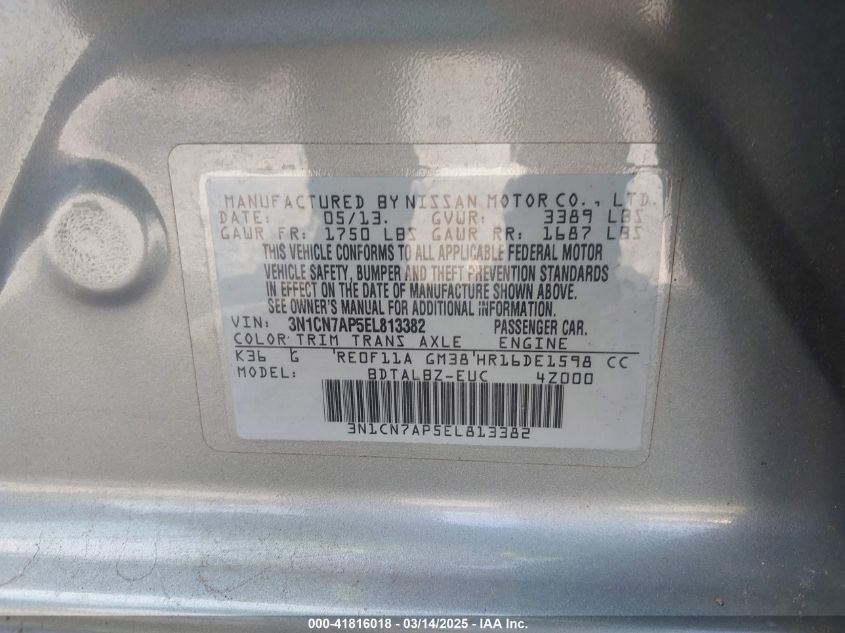 MANUFACTURED BY NISSAN MOTOR CO., LTD.
DATE: 05/13. GVWR: 3389 LBS
GAWR FR: 1750 LBS GAWR RR: 1687 LBS
THIS VEHICLE CONFORMS TO ALL APPLICABLE FEDERAL MOTOR
VEHICLE SAFETY, BUMPER AND THEFT PREVENTION STANDARDS
IN EFFECT ON THE DATE OF MANUFACTURE SHOWN ABOVE.
SEE OWNER'S MANUAL FOR ADDITIONAL INFORMATION.
VIN: 3N1CN7AP5EL813382 PASSENGER CAR.
COLOR TRIM TRANS AXLE ENGINE
K36 G 'RE0F11A GM38'HR16DE1598 CC
MODEL: BDTALBZ-EUC 4Z000
3N1CN7AP5EL813382
000-41816018 - 03/14/2025 - IAA Inc.